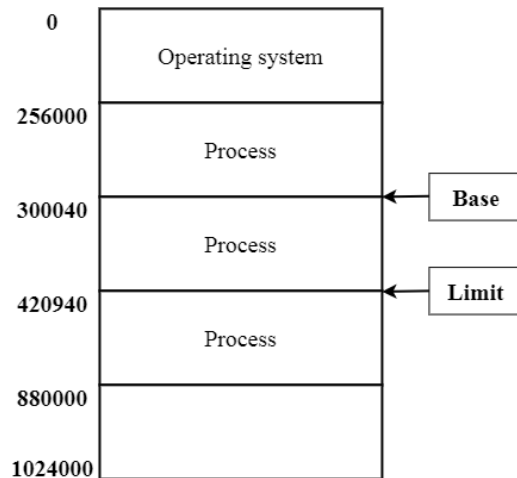 0
Operating system
256000
Process
Base
300040
Process
Limit
420940
Process
880000
1024000